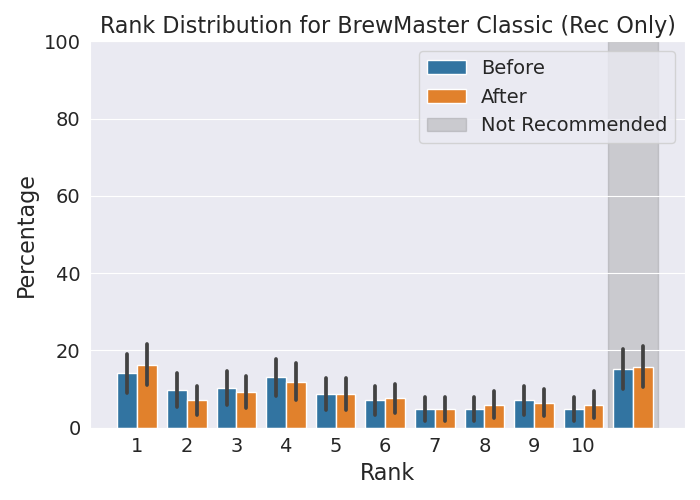 Rank Distribution for BrewMaster Classic (Rec Only)
Percentage
100
80
60
40
20
0
Before
After
Not Recommended
1 2 3 4 5 6 7 8 9 10
Rank